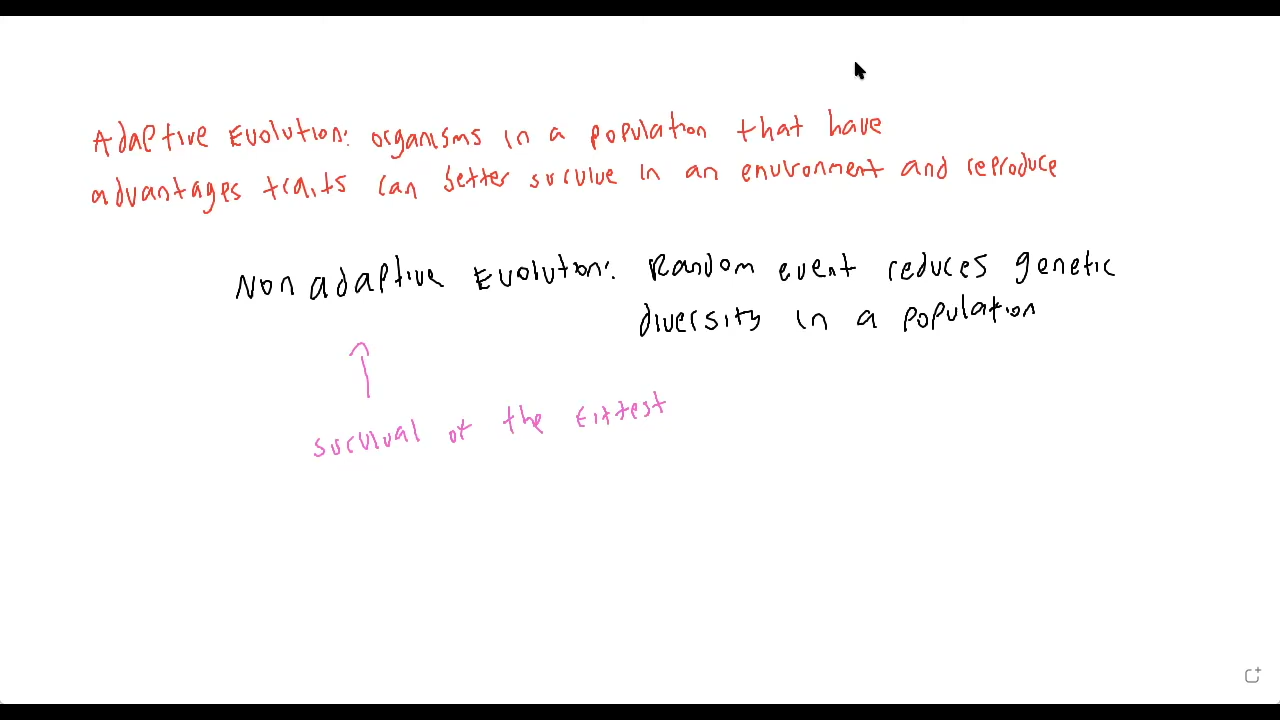 Adaptive Evolution: organisms in a population that have
advantages traits can better survive in an environment and reproduce
Non adaptive Evolution: Random event reduces genetic
diversity in a population
survival of the fittest